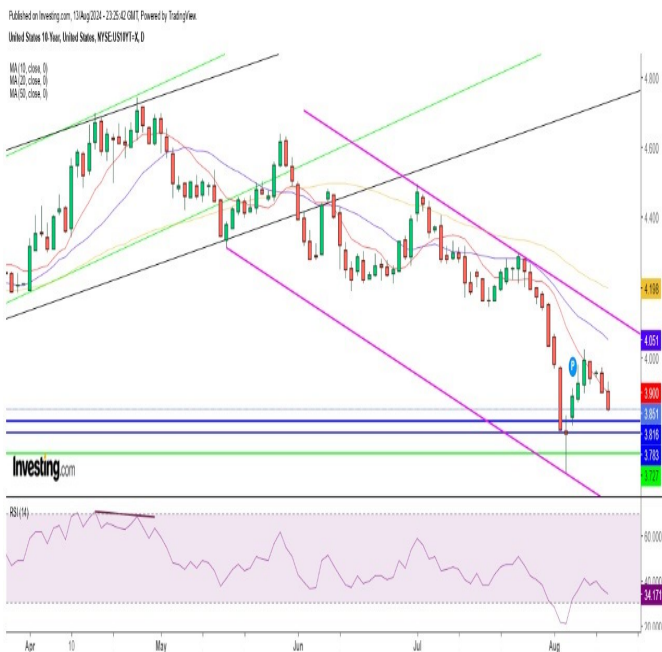 Published on Investing.com, 13/Aug/2024 - 23:25:42 GMT, Powered by TradingView.
United States 10-Year, United States, NYSE:US10YT=X, D
MA (10, close, 0)
MA (20, close, 0)
MA (50, close, 0)
4.800
4.600
4.400
4.198
4.051
4.000
P
3.900
3.851
3.816
3.783
3.727
Investing.com
RSI (14)
60.000
34.171
20.000
Apr 10 May Jun Jul Aug